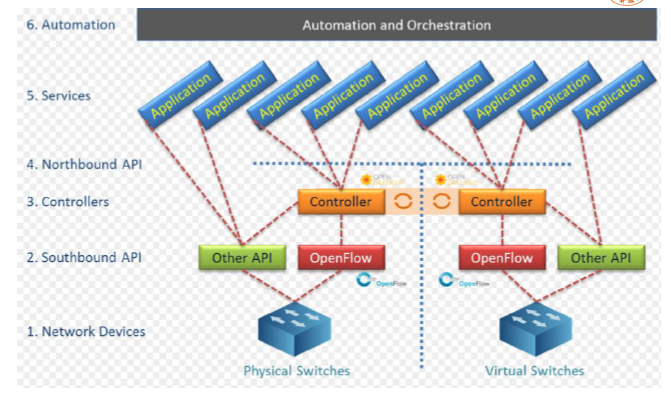 6. Automation
Automation and Orchestration
5. Services
Application Application Application Application Application Application Application Application Application
4. Northbound API
3. Controllers
Controller Controller
2. Southbound API
Other API OpenFlow OpenFlow Other API
OpenFlow OpenFlow
1. Network Devices
Physical Switches Virtual Switches